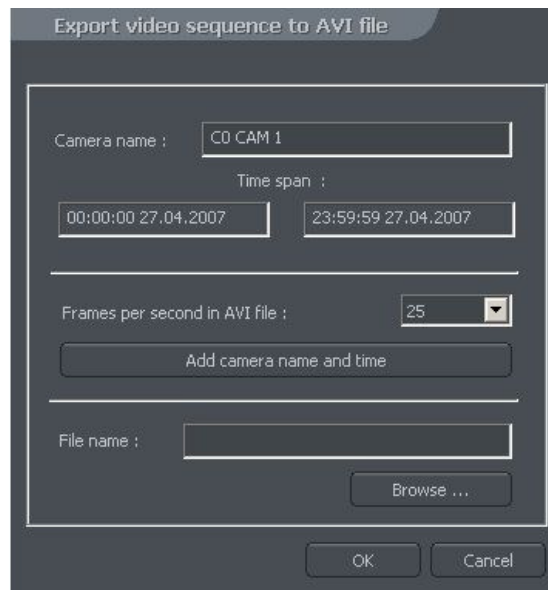 Export video sequence to AVI file
Camera name : C0 CAM 1
Time span :
00:00:00 27.04.2007 23:59:59 27.04.2007
Frames per second in AVI file : 25
Add camera name and time
File name :
Browse ...
OK Cancel